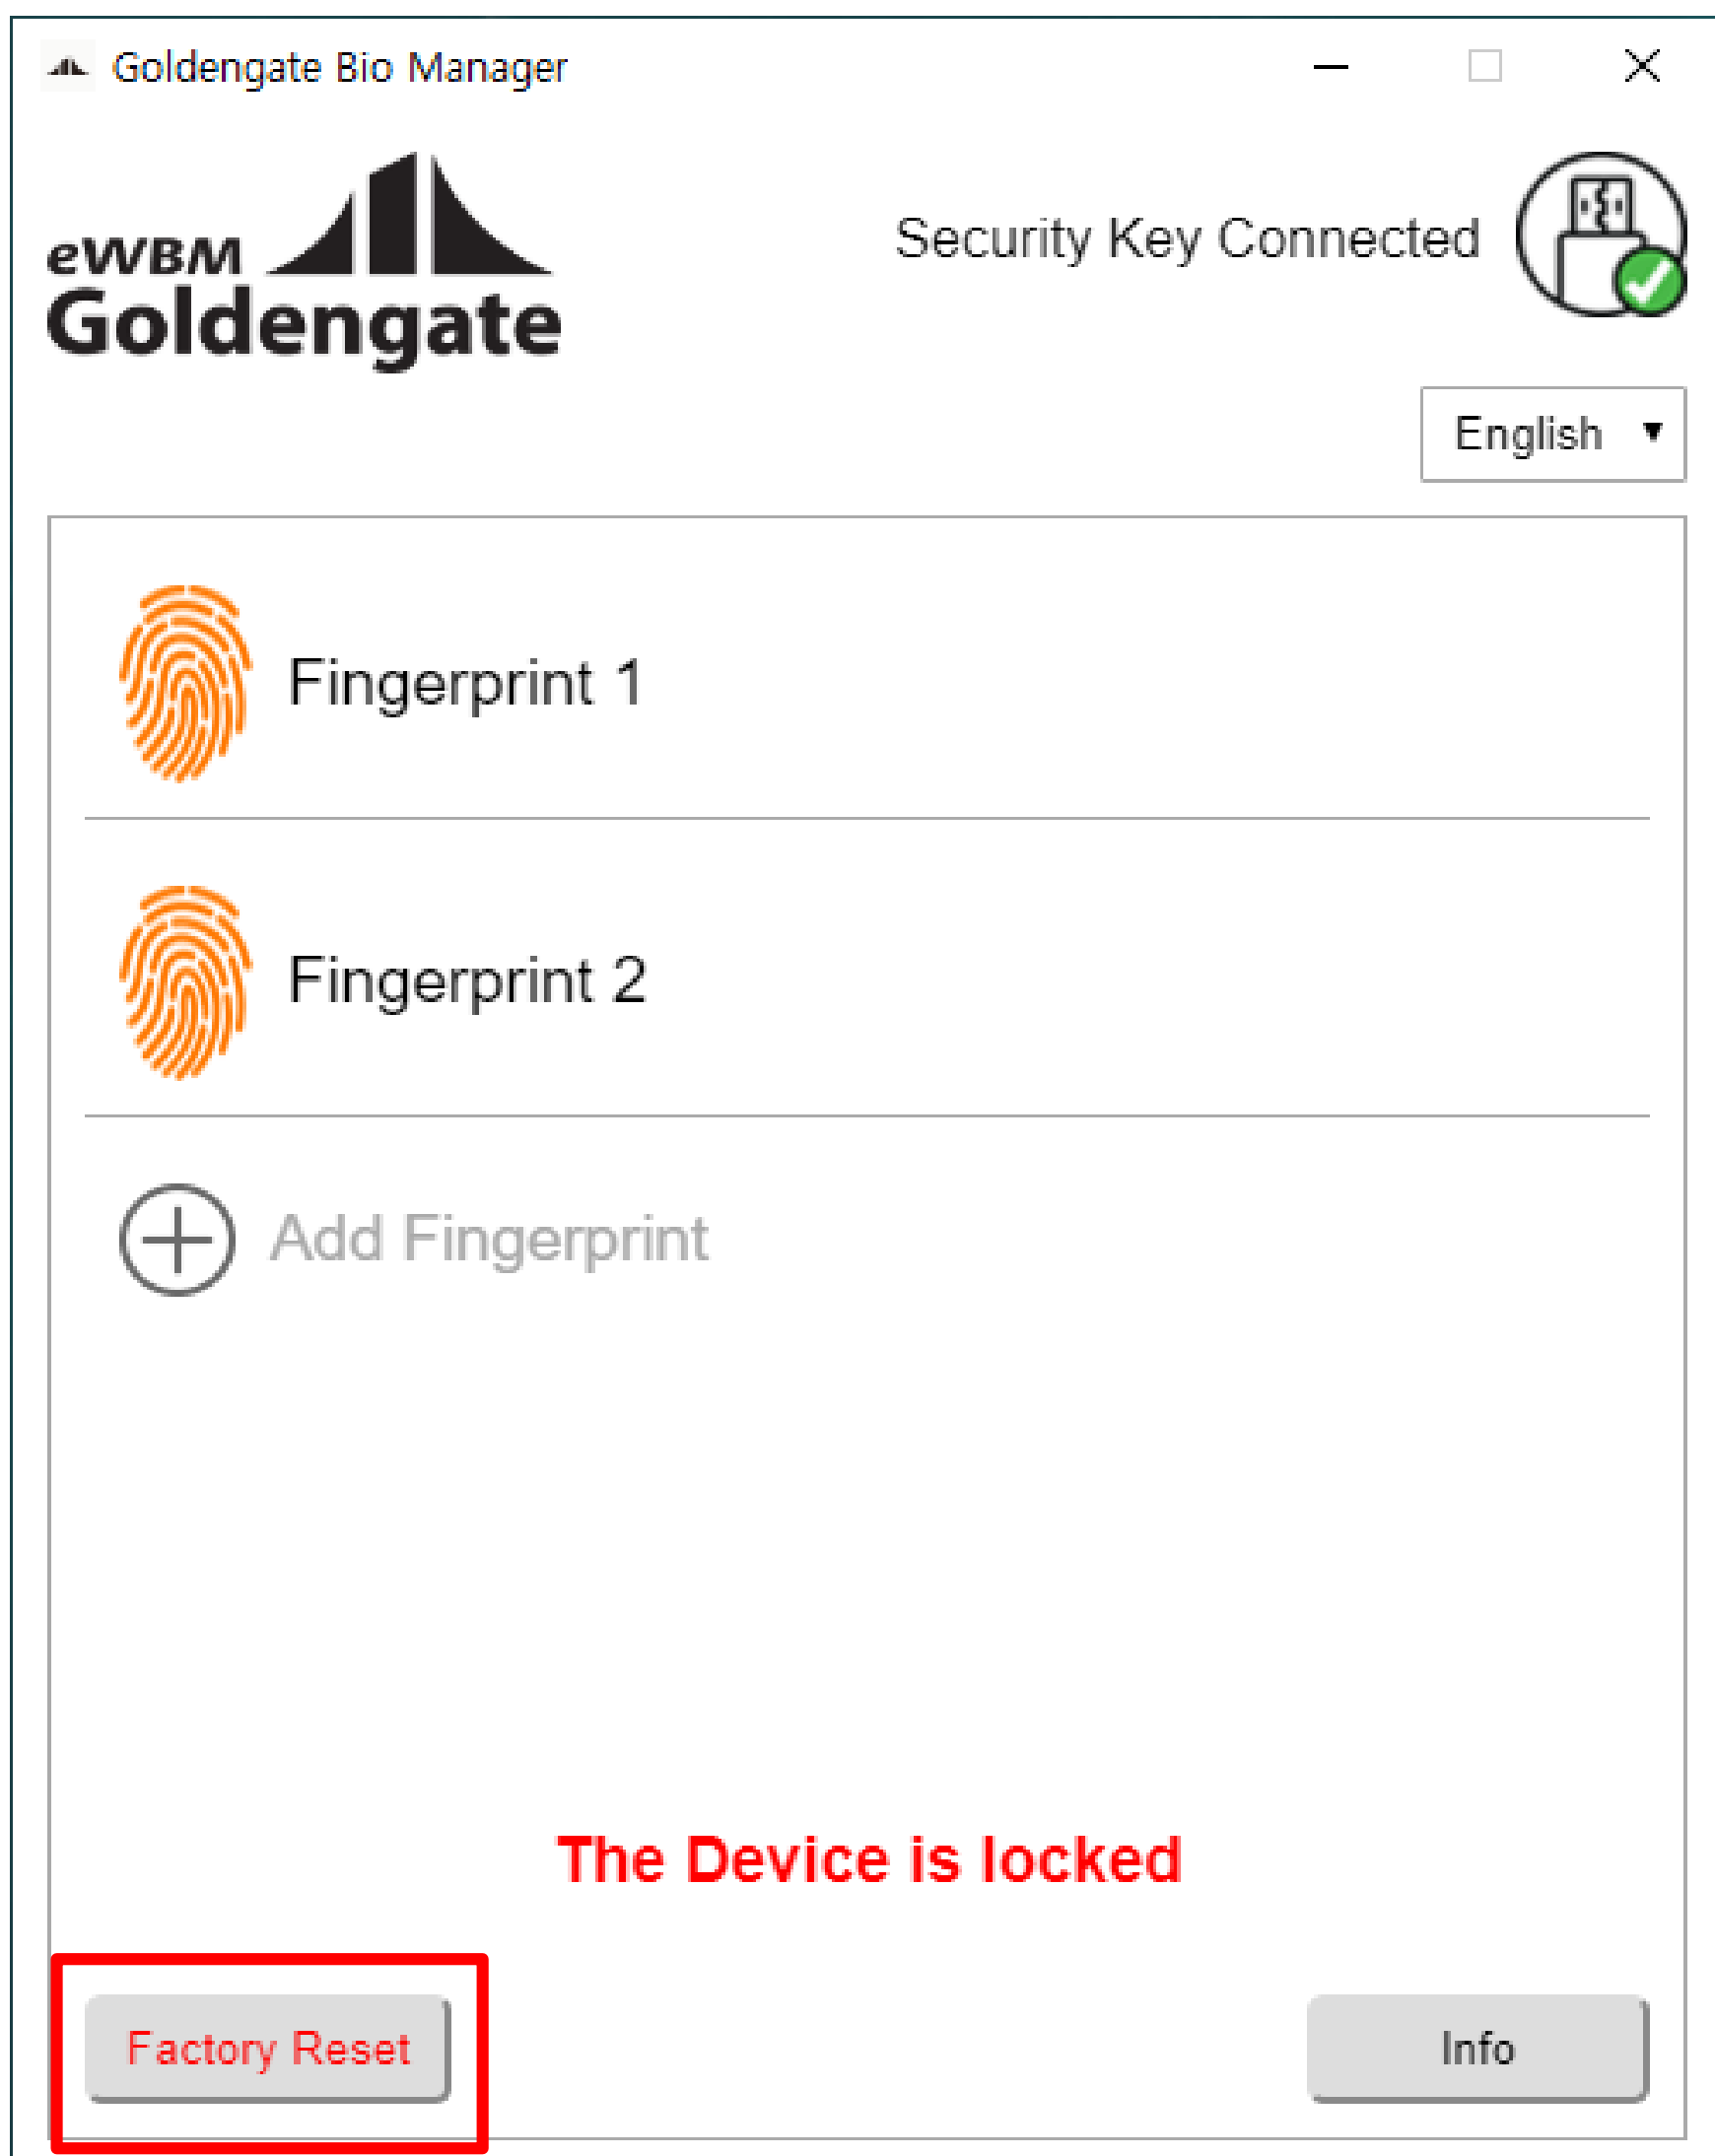 Goldengate Bio Manager
eWBM
Goldengate
Security Key Connected
English
Fingerprint 1
Fingerprint 2
Add Fingerprint
The Device is locked
Factory Reset
Info